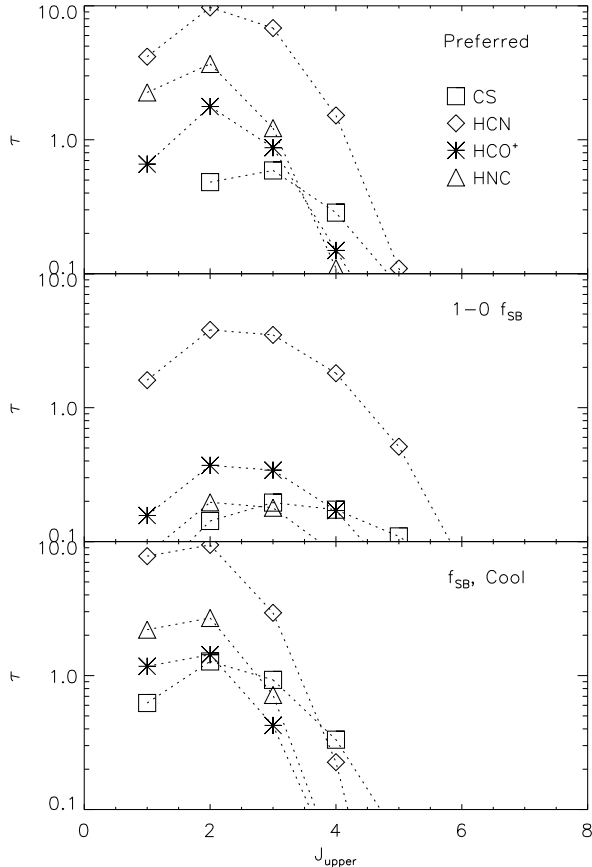 10.0
Preferred
CS
HCN
HCO⁺
HNC
1.0
τ
0.1
10.0
1−0 f_SB
1.0
τ
0.1
10.0
f_SB, Cool
1.0
τ
0.1
0 2 4 6 8
J_upper